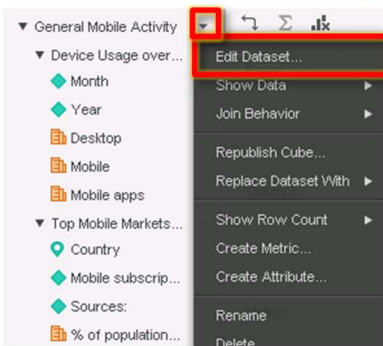 General Mobile Activity
Device Usage over...
Month
Year
Desktop
Mobile
Mobile apps
Top Mobile Markets...
Country
Mobile subscrip...
Sources:
% of population...
Edit Dataset...
Show Data
Join Behavior
Republish Cube...
Replace Dataset With
Show Row Count
Create Metric...
Create Attribute...
Rename
Delete